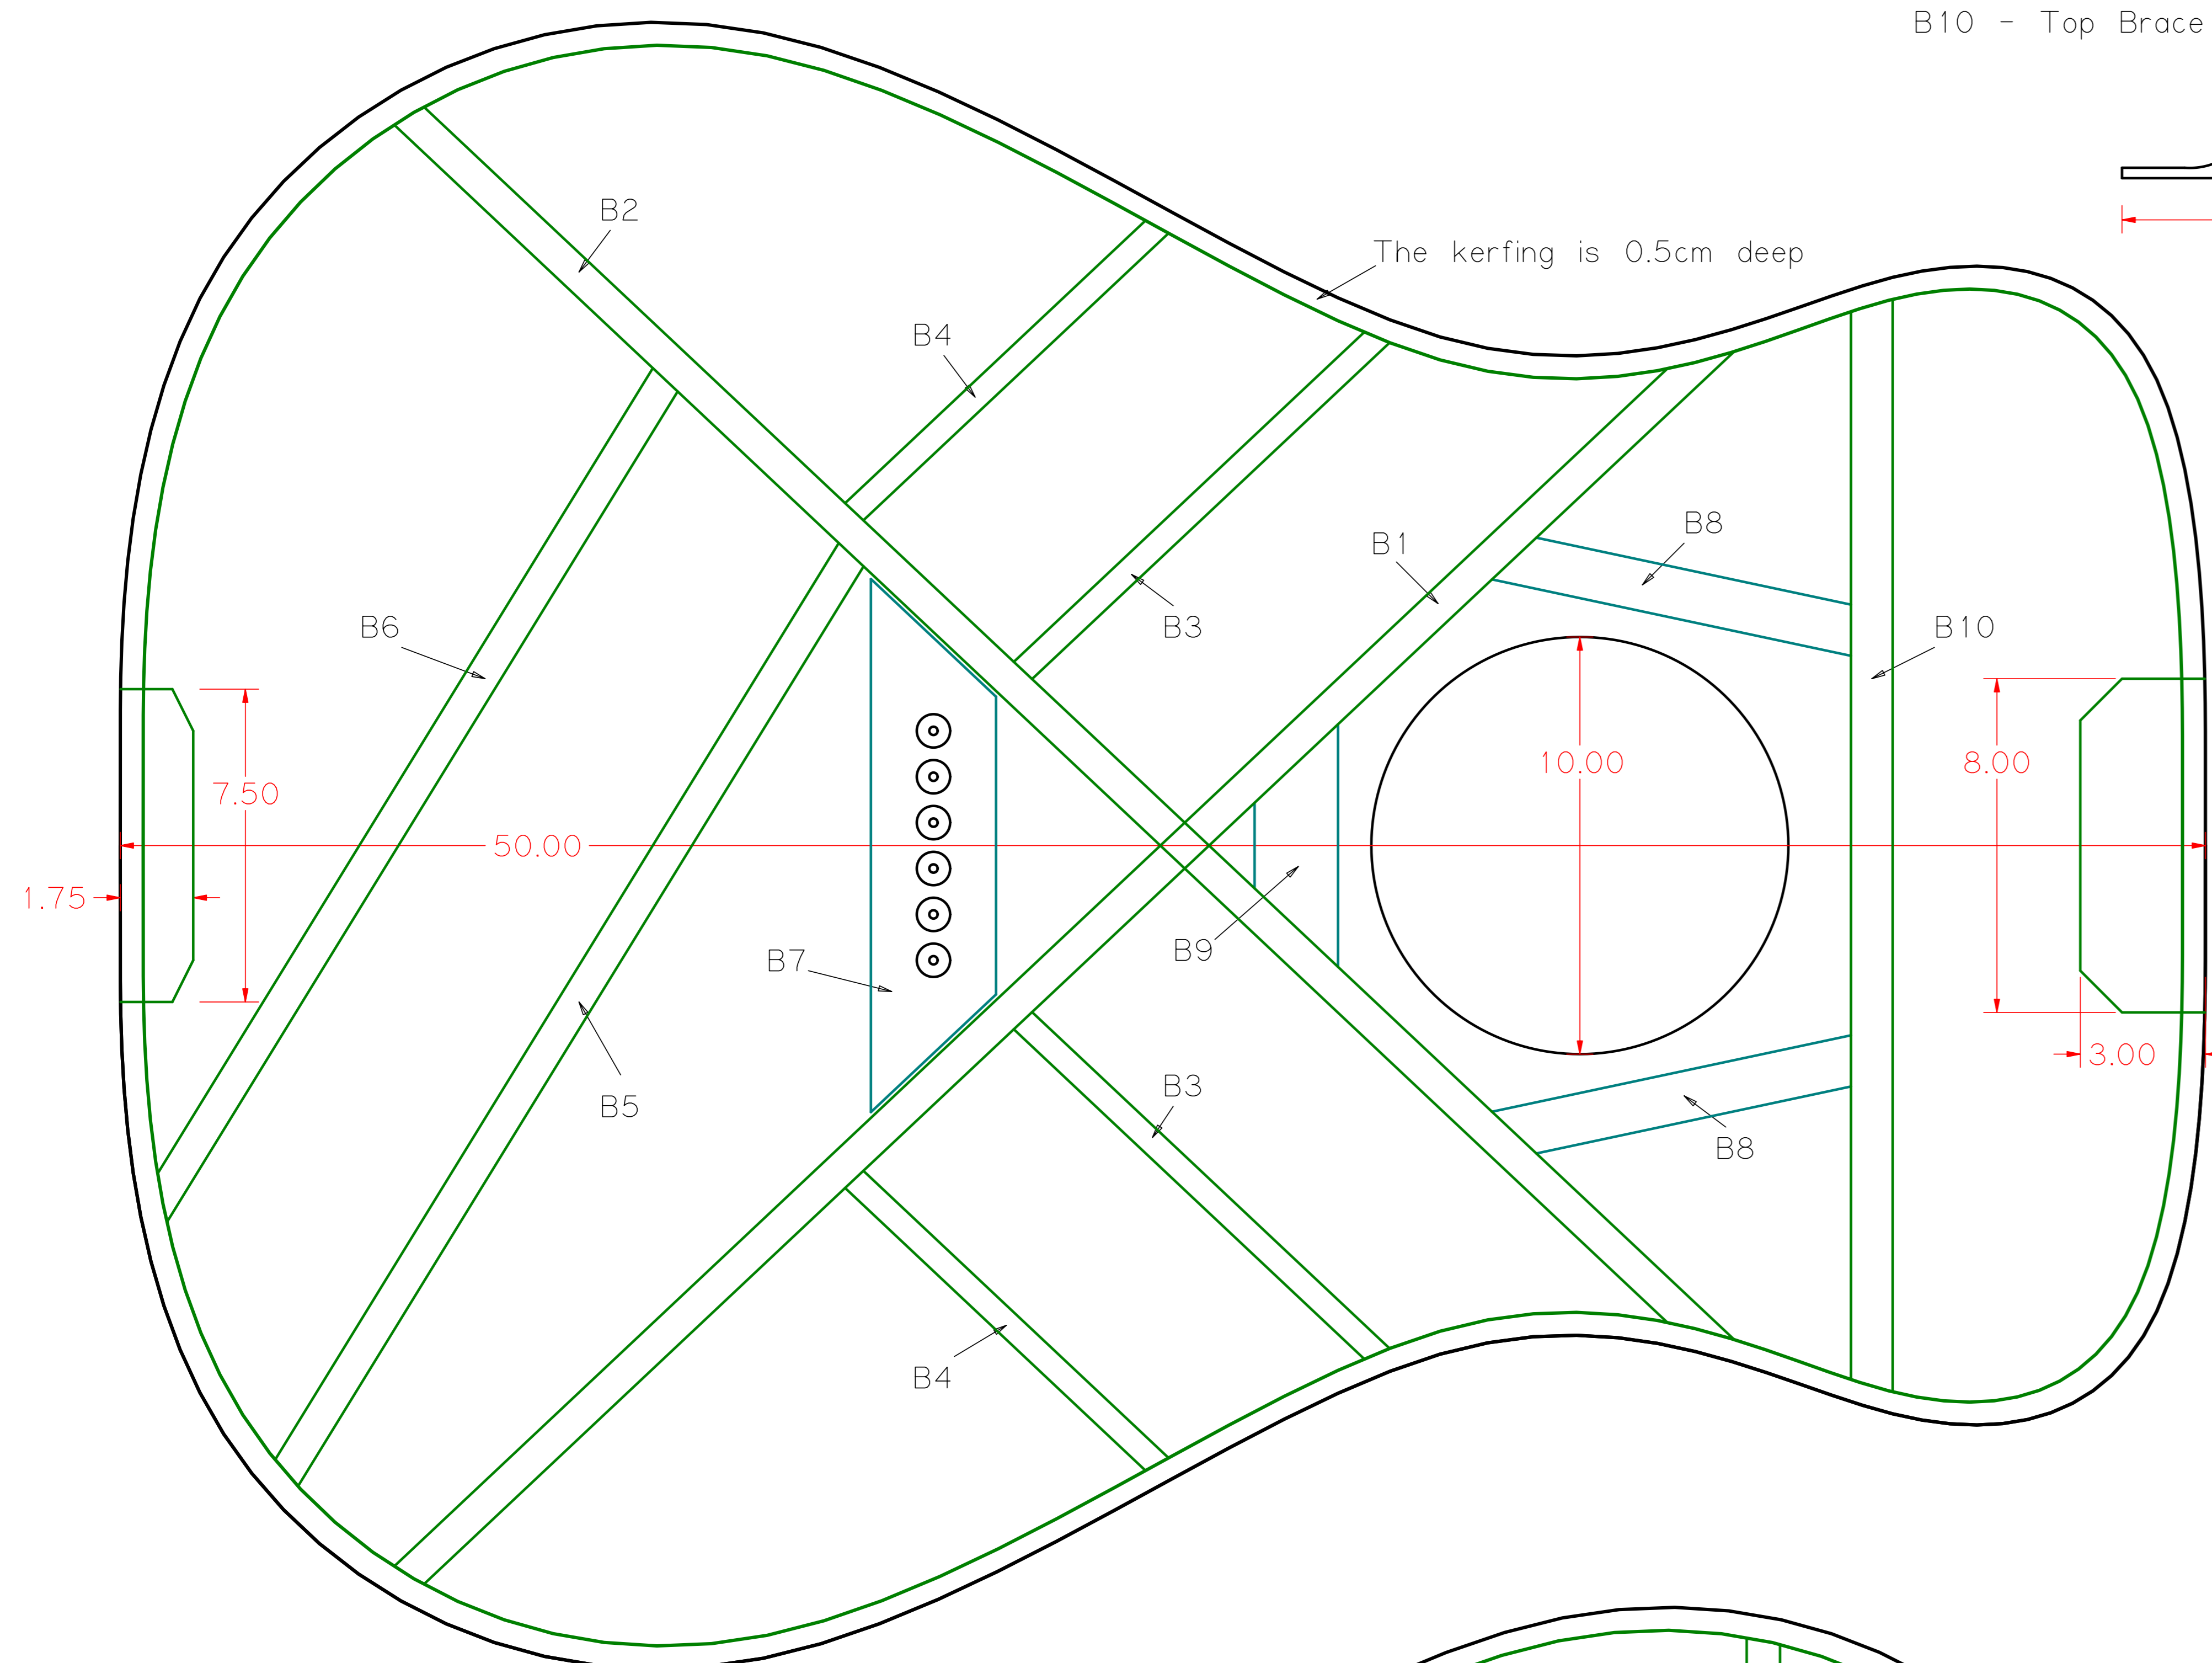 B10 - Top Brace
B2
The kerfing is 0.5cm deep
B4
B8
B1
B6
B3
B10
10.00
8.00
7.50
50.00
1.75
B9
B7
3.00
B3
B5
B8
B4